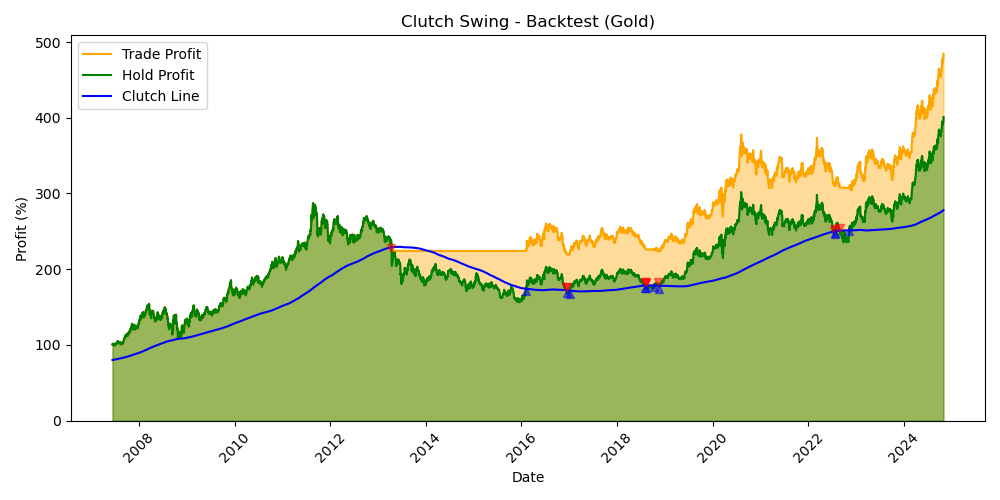 Clutch Swing - Backtest (Gold)
Trade Profit
Hold Profit
Clutch Line
Profit (%)
500
400
300
200
100
0
2008
2010
2012
2014
2016
2018
2020
2022
2024
Date